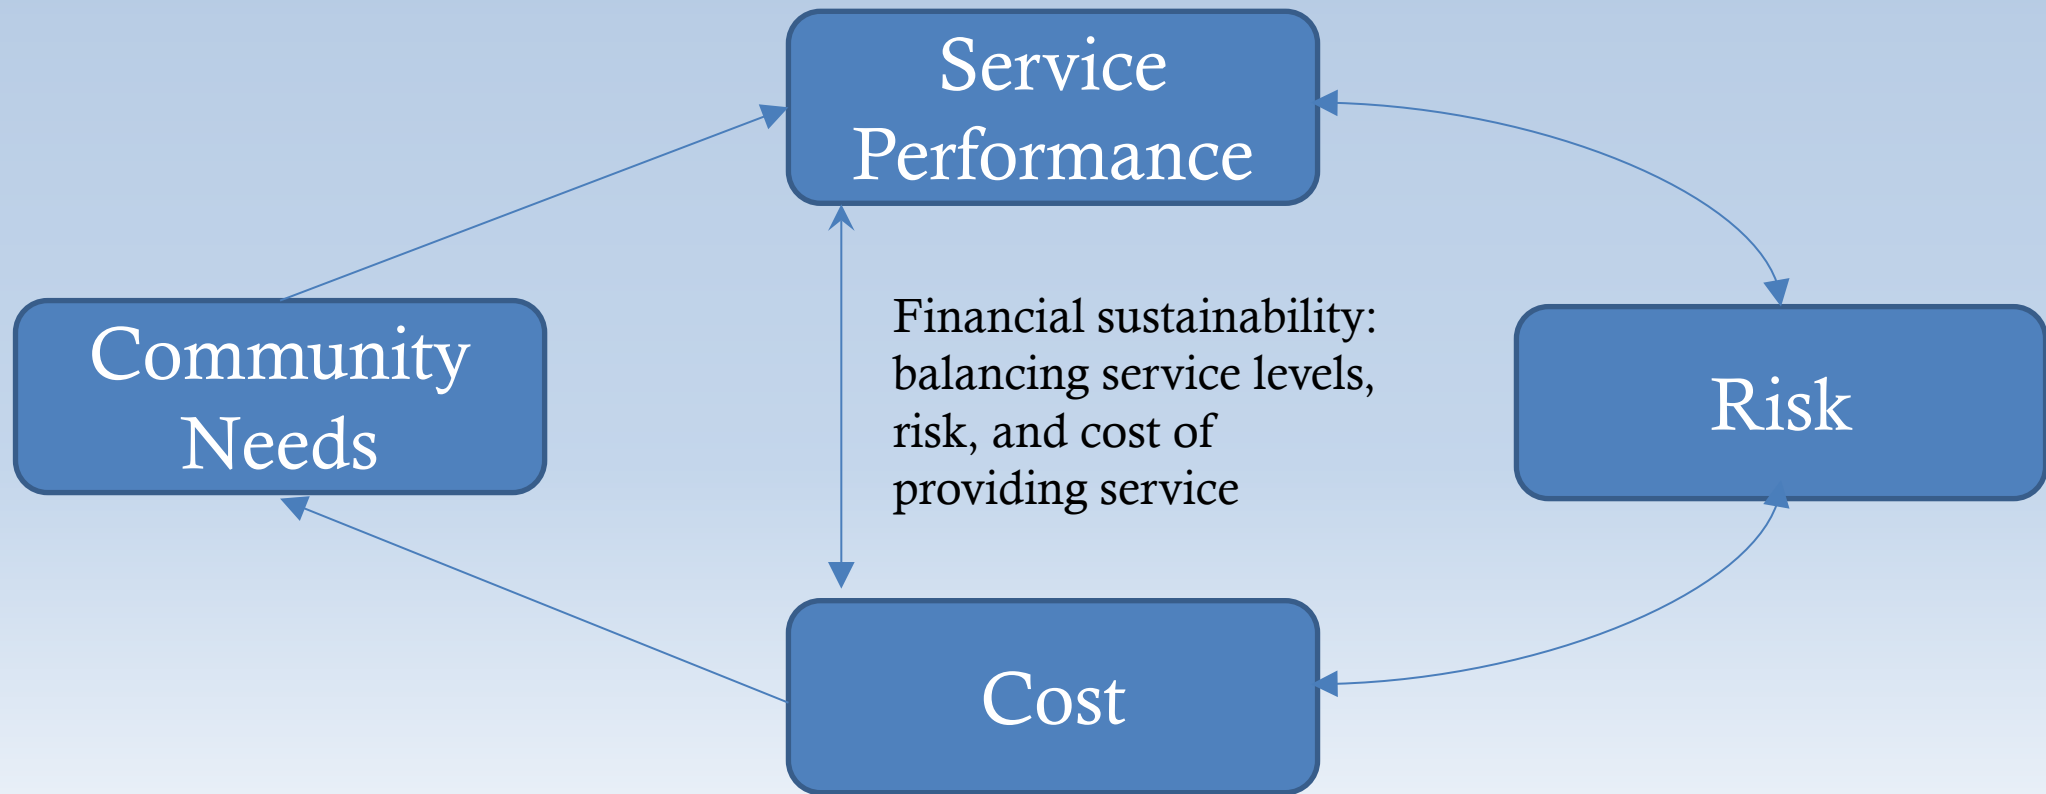 Service
Performance
Community
Needs
Financial sustainability:
balancing service levels,
risk, and cost of
providing service
Risk
Cost